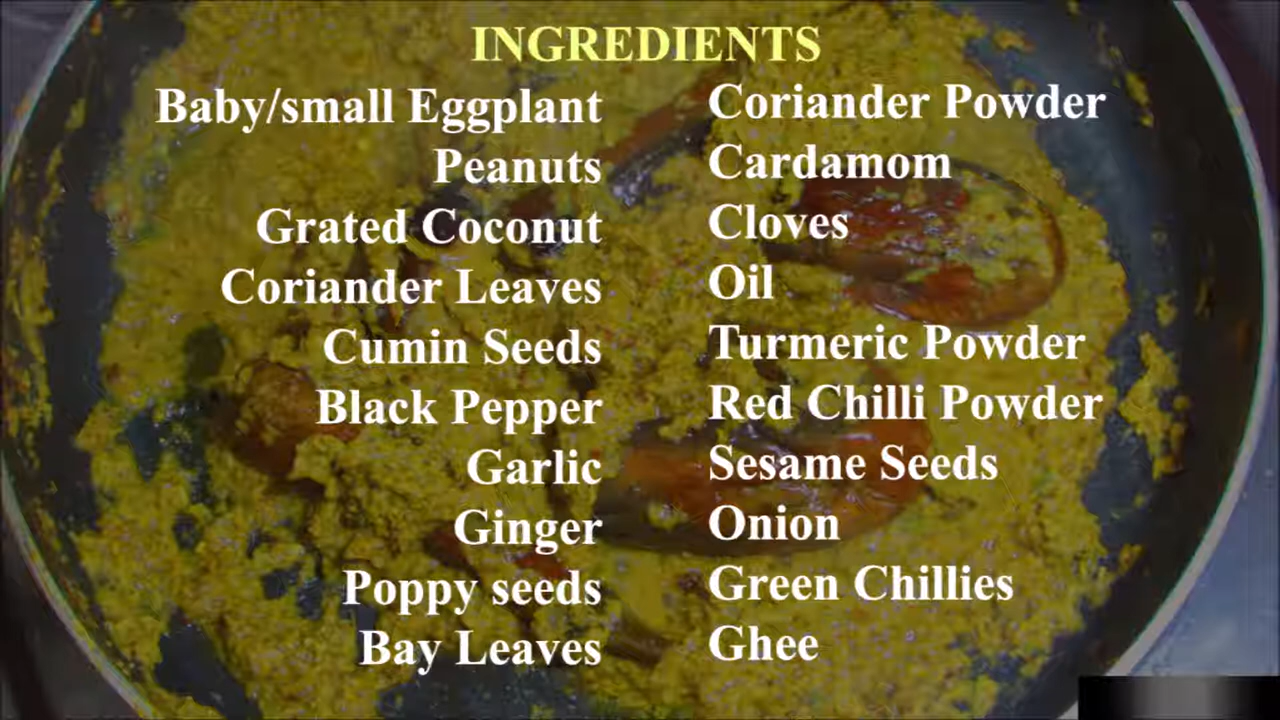 INGREDIENTS
Baby/small Eggplant
Peanuts
Grated Coconut
Coriander Leaves
Cumin Seeds
Black Pepper
Garlic
Ginger
Poppy seeds
Bay Leaves
Coriander Powder
Cardamom
Cloves
Oil
Turmeric Powder
Red Chilli Powder
Sesame Seeds
Onion
Green Chillies
Ghee